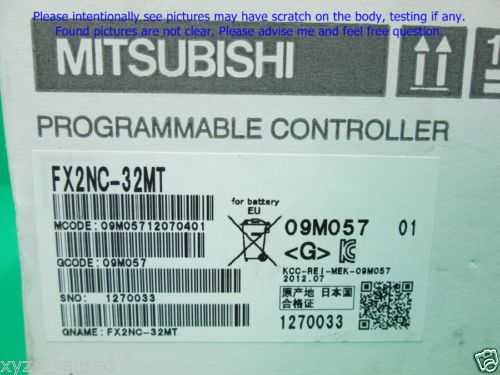 Please intentionally see pictures may have scratch on the body, testing if any.
Found pictures are not clear, Please advise me and feel free question.
MITSUBISHI
PROGRAMMABLE CONTROLLER
FX2NC-32MT
for battery
EU
MCODE: 09M05712070401
09M057 01
<G>
GCODE: 09M057
KCC-REI-MEK-09M057
2012.07
SNO: 1270033
原产地 日本国
合格证
1270033
GNAME: FX2NC-32MT